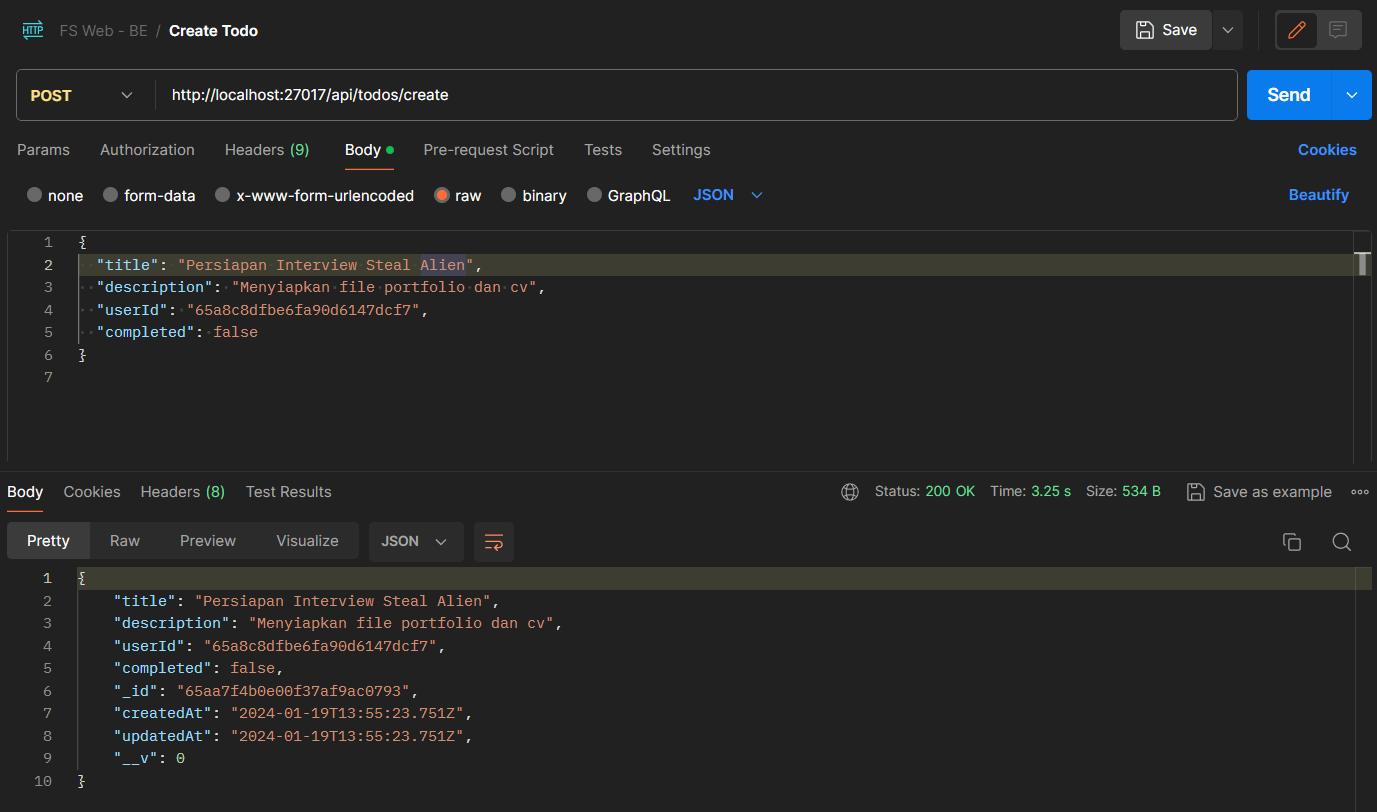 HTTP FS Web - BE / Create Todo Save
POST http://localhost:27017/api/todos/create Send
Params Authorization Headers (9) Body Pre-request Script Tests Settings Cookies
none form-data x-www-form-urlencoded raw binary GraphQL JSON Beautify
1 {
2 "title": "Persiapan Interview Steal Alien",
3 "description": "Menyiapkan file portfolio dan cv",
4 "userId": "65a8c8dfbe6fa90d6147dcf7",
5 "completed": false
6 }
7
Body Cookies Headers (8) Test Results Status: 200 OK Time: 3.25 s Size: 534 B Save as example
Pretty Raw Preview Visualize JSON
1 {
2 "title": "Persiapan Interview Steal Alien",
3 "description": "Menyiapkan file portfolio dan cv",
4 "userId": "65a8c8dfbe6fa90d6147dcf7",
5 "completed": false,
6 "_id": "65aa7f4b0e00f37af9ac0793",
7 "createdAt": "2024-01-19T13:55:23.751Z",
8 "updatedAt": "2024-01-19T13:55:23.751Z",
9 "__v": 0
10 }